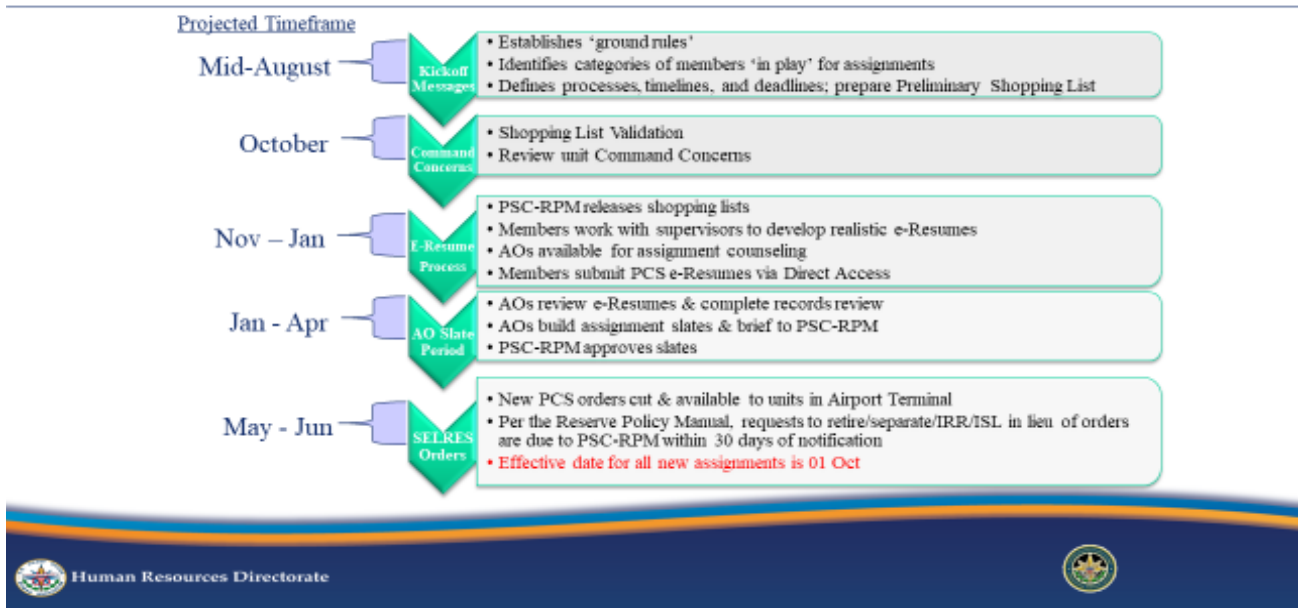 Projected Timeframe
Mid-August
Kickoff
Messages
• Establishes ‘ground rules’
• Identifies categories of members ‘in play’ for assignments
• Defines processes, timelines, and deadlines; prepare Preliminary Shopping List
October
Command
Concerns
• Shopping List Validation
• Review unit Command Concerns
Nov – Jan
E-Resume
Process
• PSC-RPM releases shopping lists
• Members work with supervisors to develop realistic e-Resumes
• AOs available for assignment counseling
• Members submit PCS e-Resumes via Direct Access
Jan - Apr
AO Slate
Period
• AOs review e-Resumes & complete records review
• AOs build assignment slates & brief to PSC-RPM
• PSC-RPM approves slates
May - Jun
SELRES
Orders
• New PCS orders cut & available to units in Airport Terminal
• Per the Reserve Policy Manual, requests to retire/separate/IRR/ISL in lieu of orders
are due to PSC-RPM within 30 days of notification
• Effective date for all new assignments is 01 Oct
Human Resources Directorate